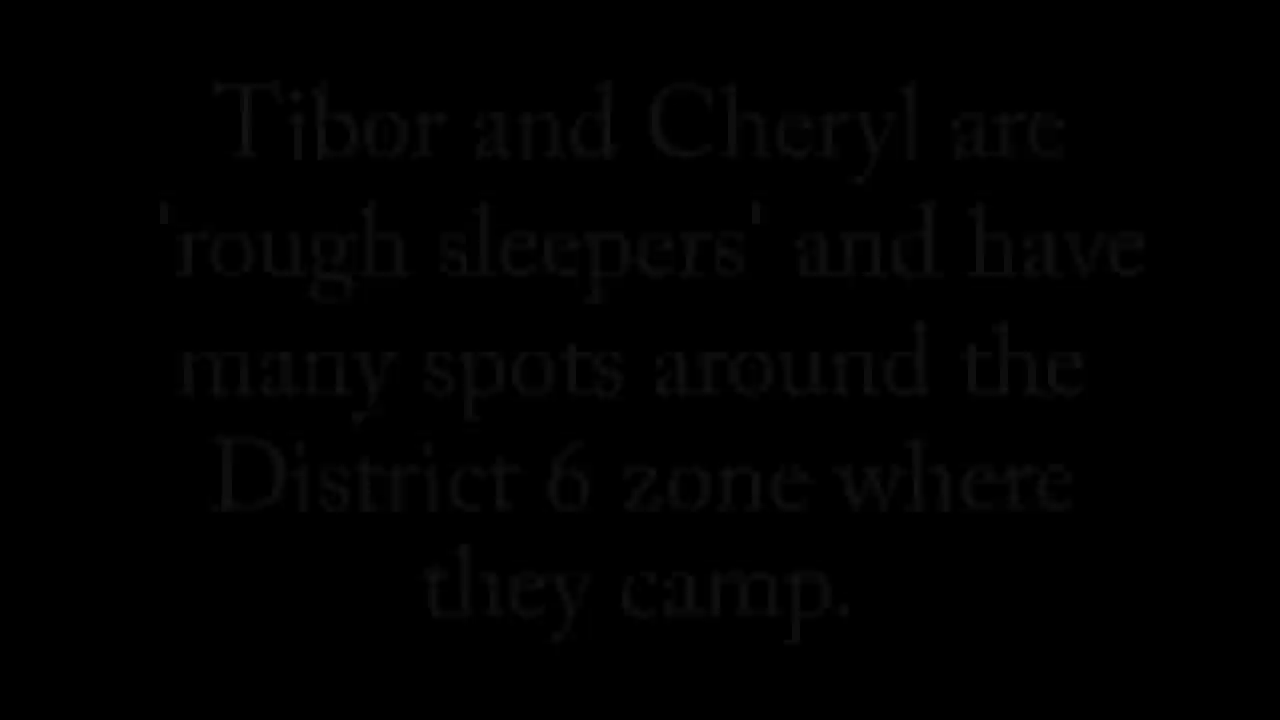 Tibor and Cheryl are
'rough sleepers' and have
many spots around the
District 6 zone where
they camp.